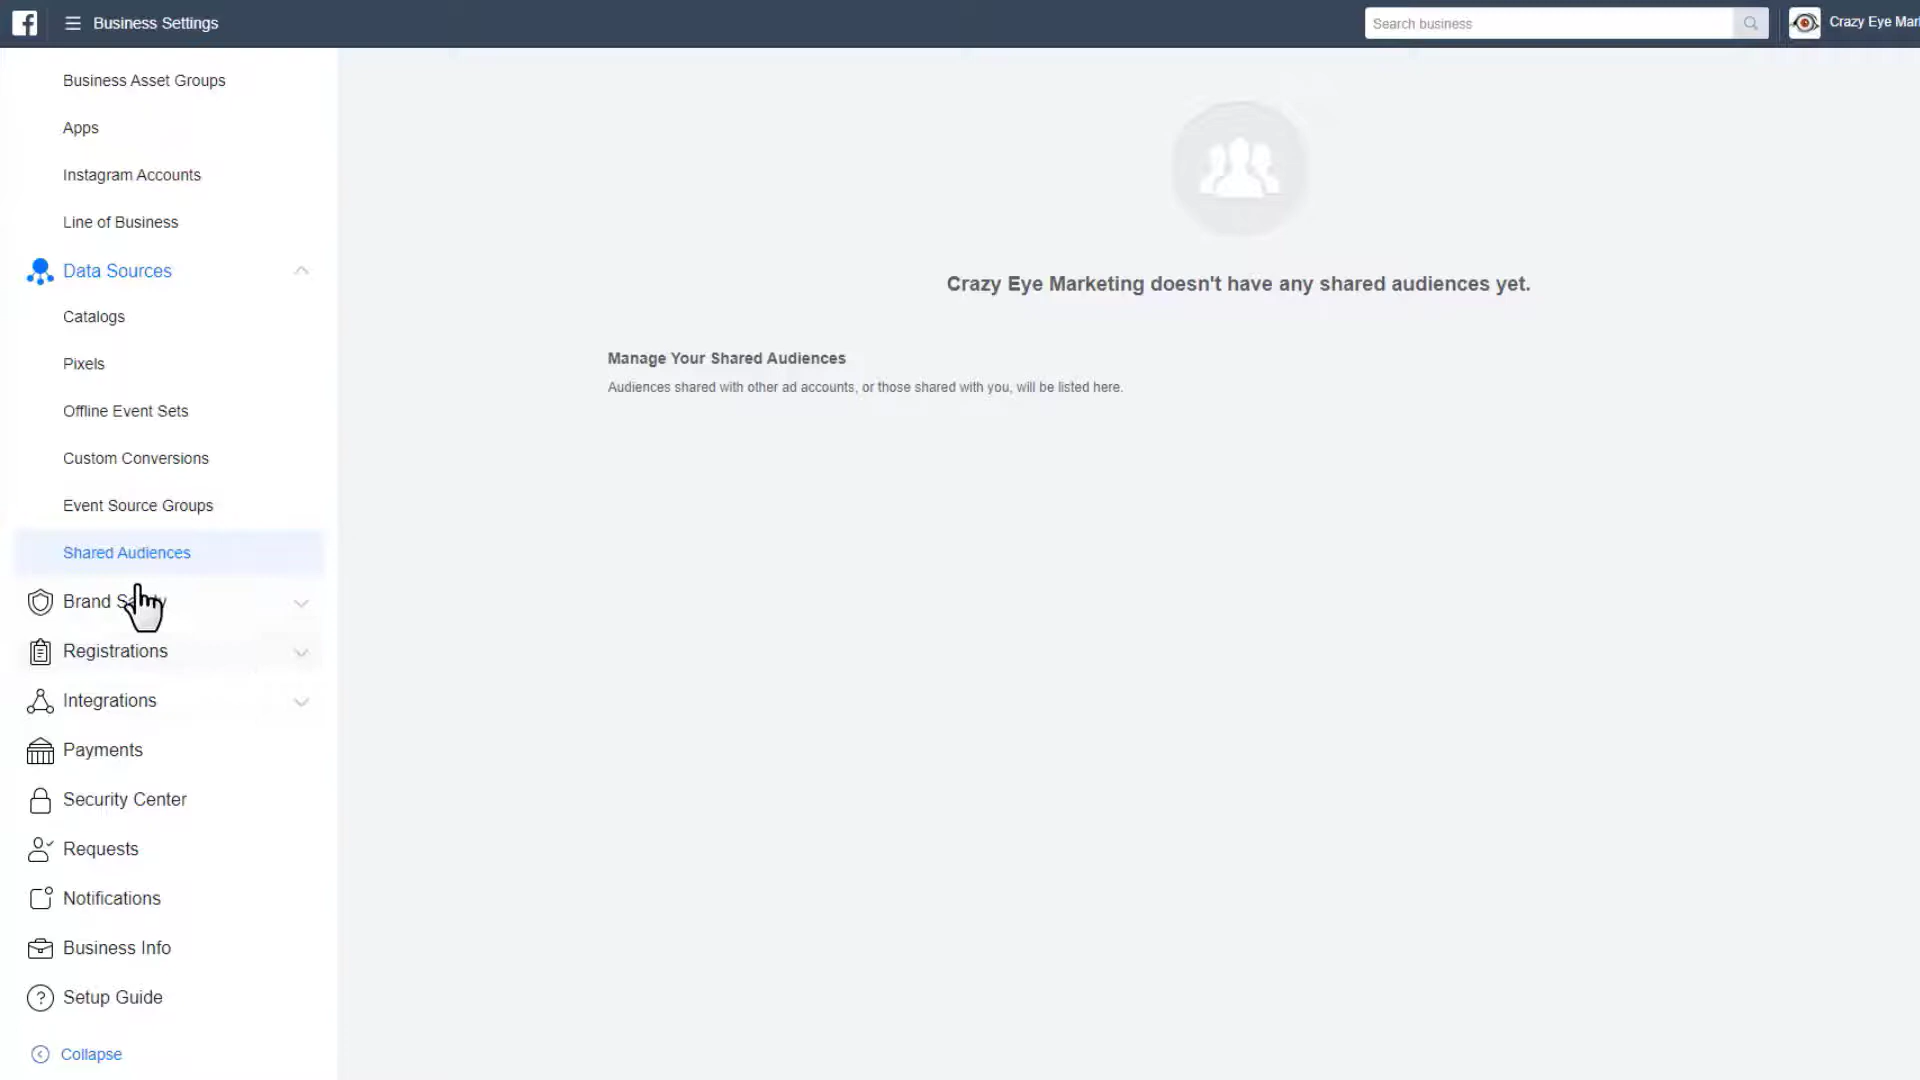 Business Settings
Search business
Crazy Eye Mar
Business Asset Groups
Apps
Instagram Accounts
Line of Business
Data Sources
Catalogs
Pixels
Offline Event Sets
Custom Conversions
Event Source Groups
Shared Audiences
Brand
Registrations
Integrations
Payments
Security Center
Requests
Notifications
Business Info
Setup Guide
Collapse
Crazy Eye Marketing doesn't have any shared audiences yet.
Manage Your Shared Audiences
Audiences shared with other ad accounts, or those shared with you, will be listed here.